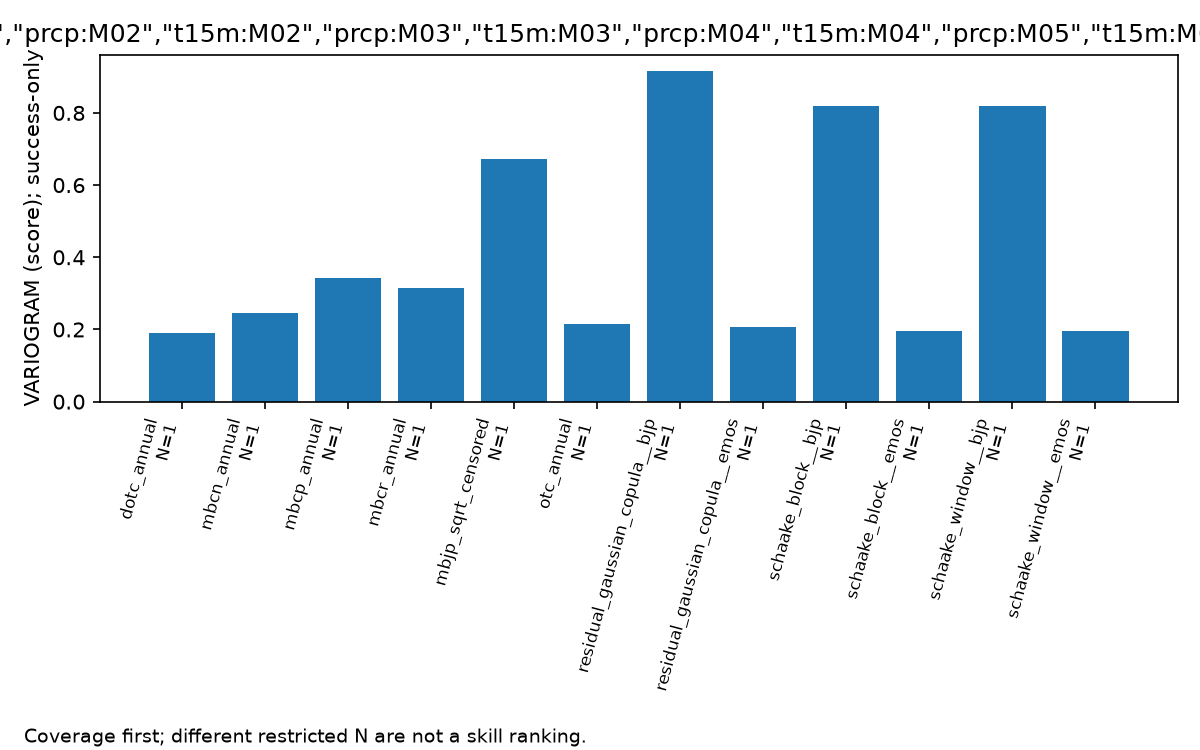 ","prcp:M02","t15m:M02","prcp:M03","t15m:M03","prcp:M04","t15m:M04","prcp:M05","t15m:M
VARIOGRAM (score); success-only
0.8
0.6
0.4
0.2
0.0
dotc_annual
N=1
mbcn_annual
N=1
mbcp_annual
N=1
mbcr_annual
N=1
mbjp_sqrt_censored
N=1
otc_annual
N=1
residual_gaussian_copula__bjp
N=1
residual_gaussian_copula__emos
N=1
schaake_block__bjp
N=1
schaake_block__emos
N=1
schaake_window__bjp
N=1
schaake_window__emos
N=1
Coverage first; different restricted N are not a skill ranking.